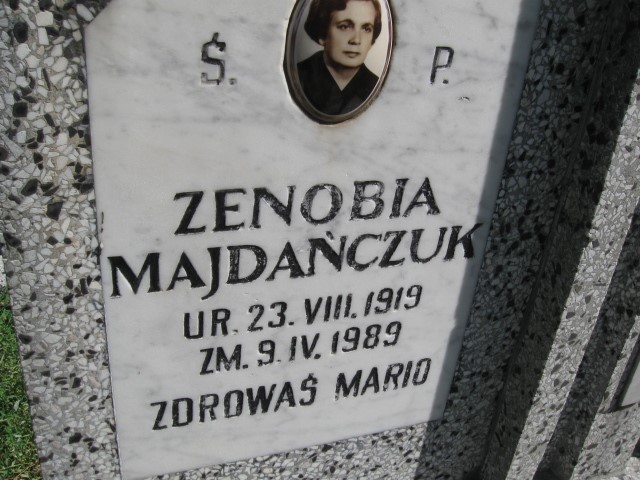 Ś. P.
ZENOBIA
MAJDAŃCZUK
UR. 23. VIII. 1919
ZM. 9. IV. 1989
ZDROWAŚ MARIO